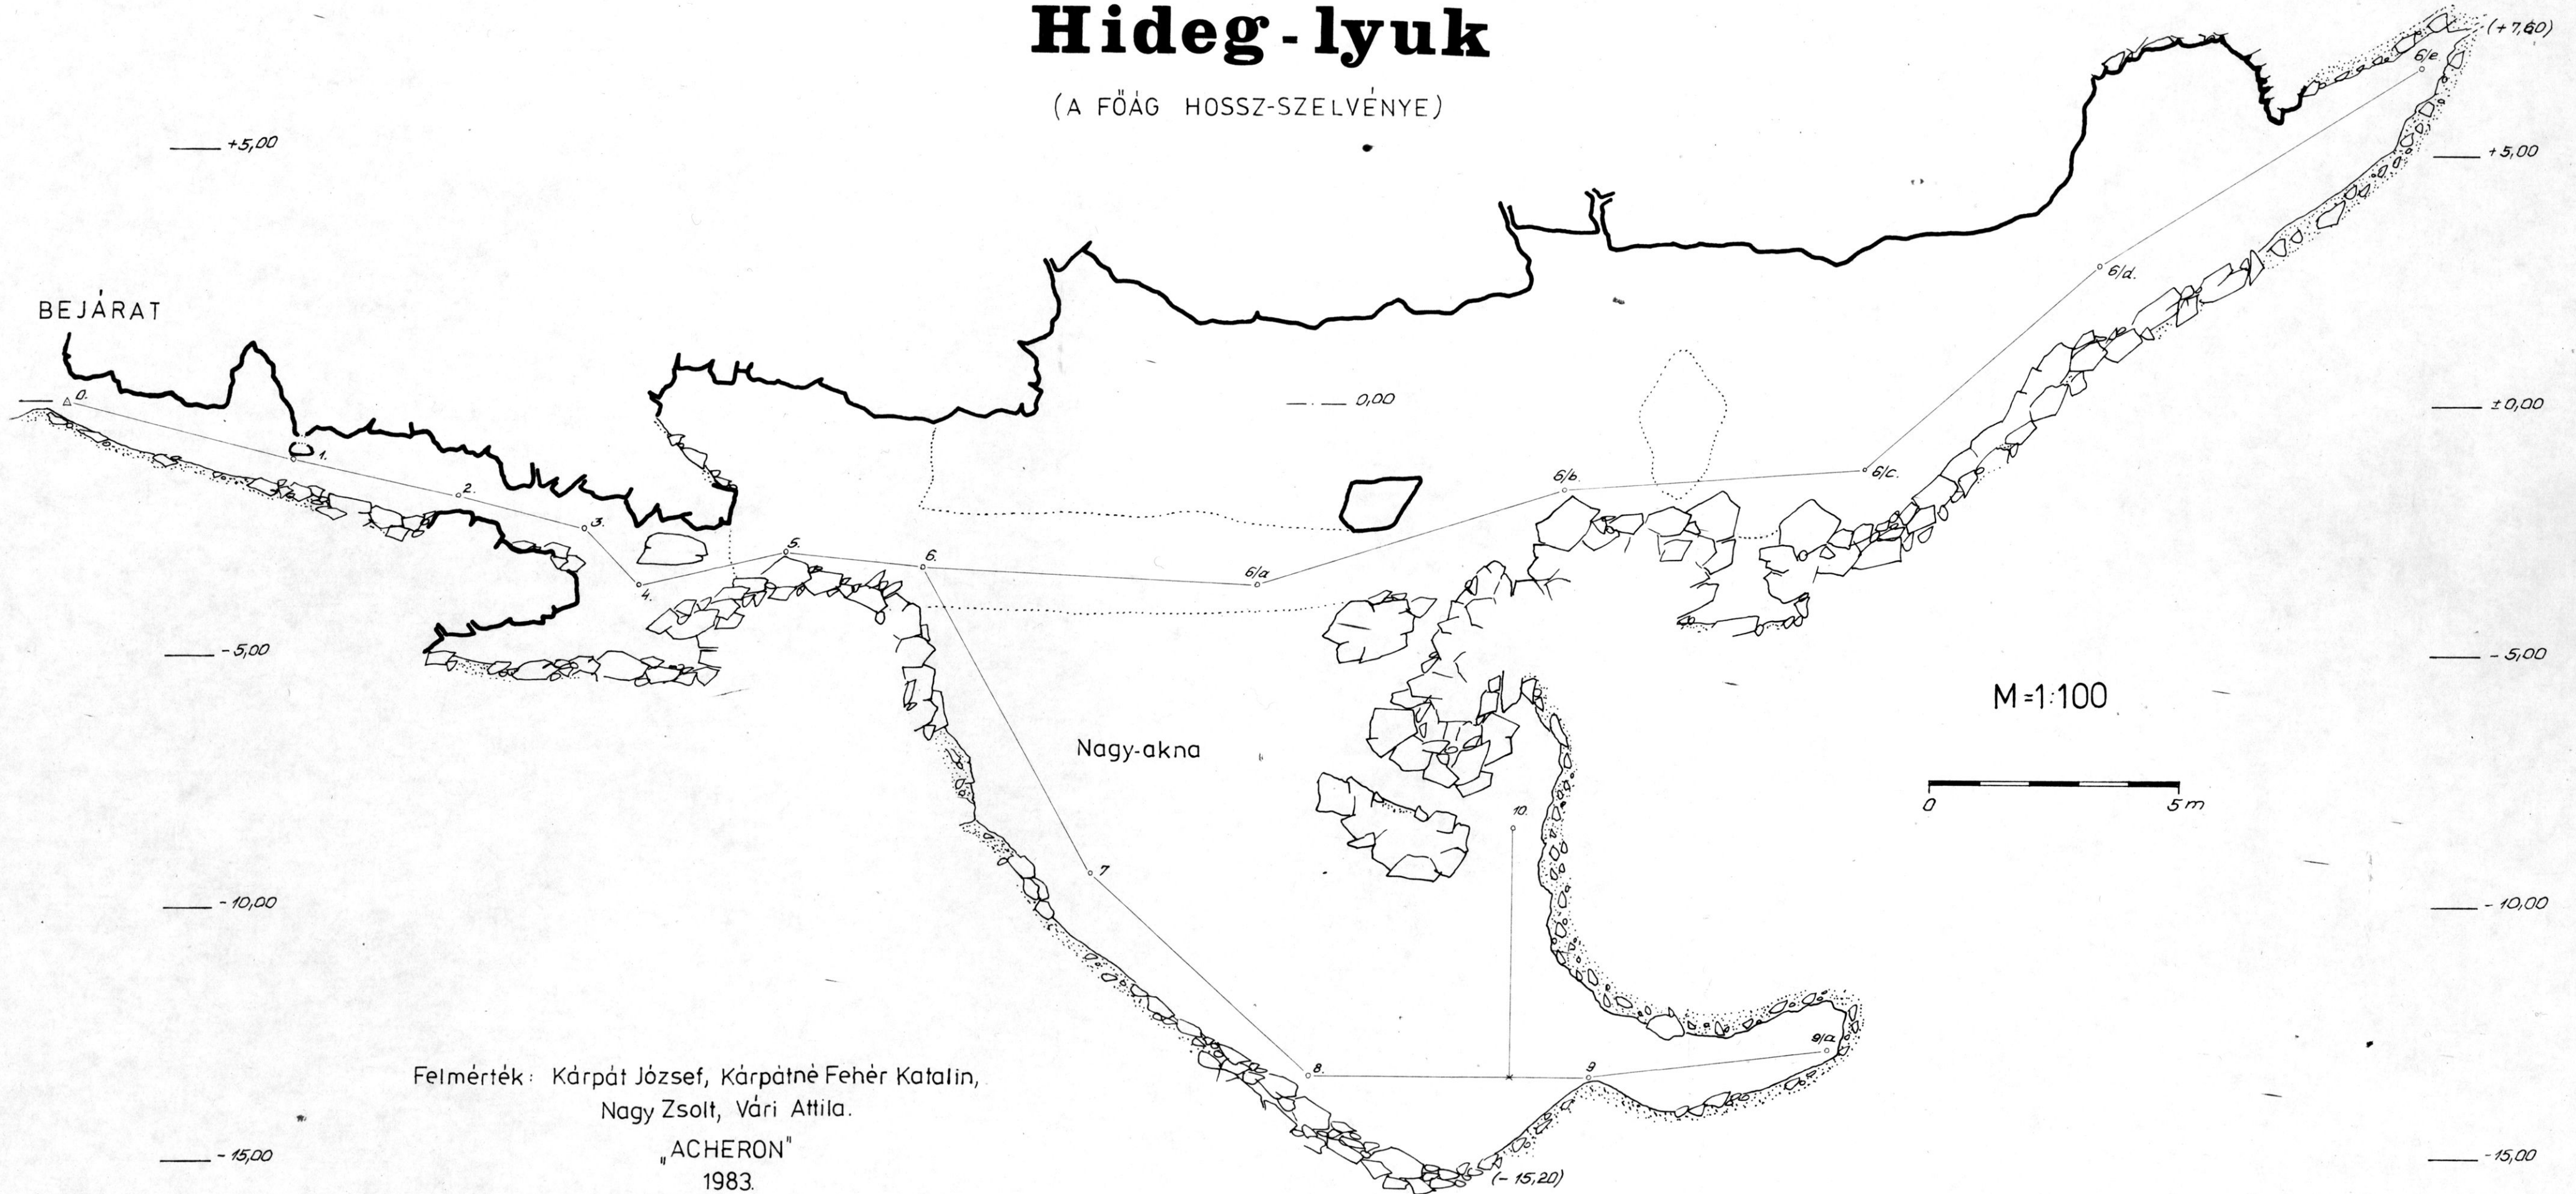 Hideg-lyuk
(A FŐÁG HOSSZ-SZELVÉNYE)
(+7,60)
6/e.
+5,00
+5,00
6/d.
BEJÁRAT
0.
0,00
±0,00
1.
2.
3.
4.
5.
6.
6/a
6/b.
6/c.
-5,00
-5,00
M=1:100
Nagy-akna
0
5 m
10.
7
-10,00
-10,00
8.
9
9/a
Felmérték: Kárpát József, Kárpátné Fehér Katalin,
Nagy Zsolt, Vári Attila.
„ACHERON"
1983.
-15,00
-15,00
(-15,20)